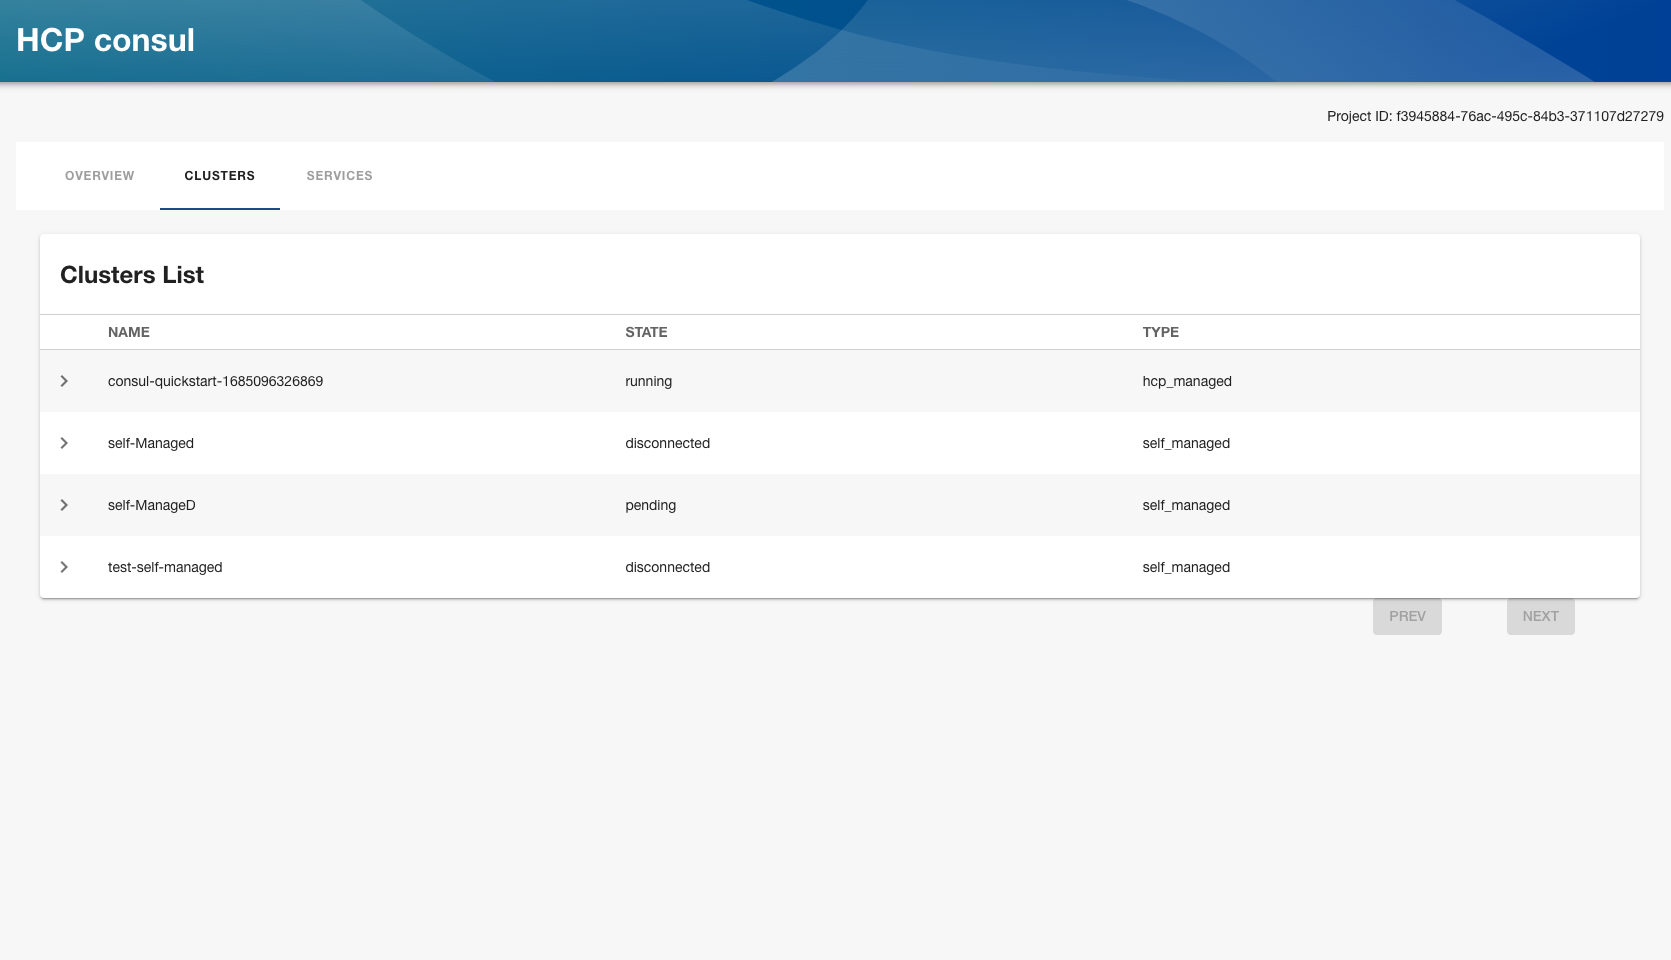 HCP consul
Project ID: f3945884-76ac-495c-84b3-371107d27279
OVERVIEW CLUSTERS SERVICES
Clusters List
NAME STATE TYPE
consul-quickstart-1685096326869 running hcp_managed
self-Managed disconnected self_managed
self-ManageD pending self_managed
test-self-managed disconnected self_managed
PREV NEXT